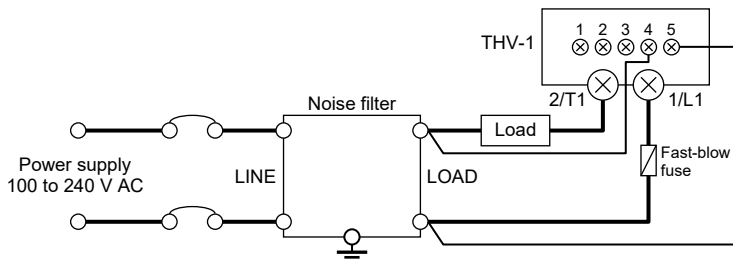 THV-1
1 2 3 4 5
2/T1
1/L1
Noise filter
Load
Power supply
100 to 240 V AC
LINE
LOAD
Fast-blow
fuse